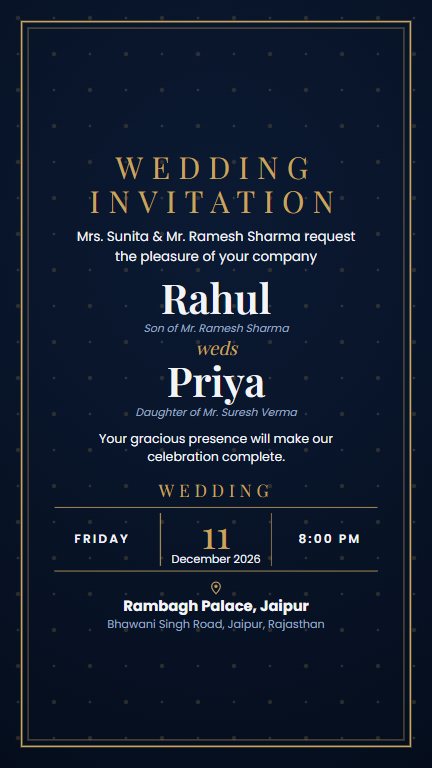 WEDDING
INVITATION
Mrs. Sunita & Mr. Ramesh Sharma request
the pleasure of your company
Rahul
Son of Mr. Ramesh Sharma
weds
Priya
Daughter of Mr. Suresh Verma
Your gracious presence will make our
celebration complete.
WEDDING
FRIDAY
11
December 2026
8:00 PM
Rambagh Palace, Jaipur
Bhawani Singh Road, Jaipur, Rajasthan